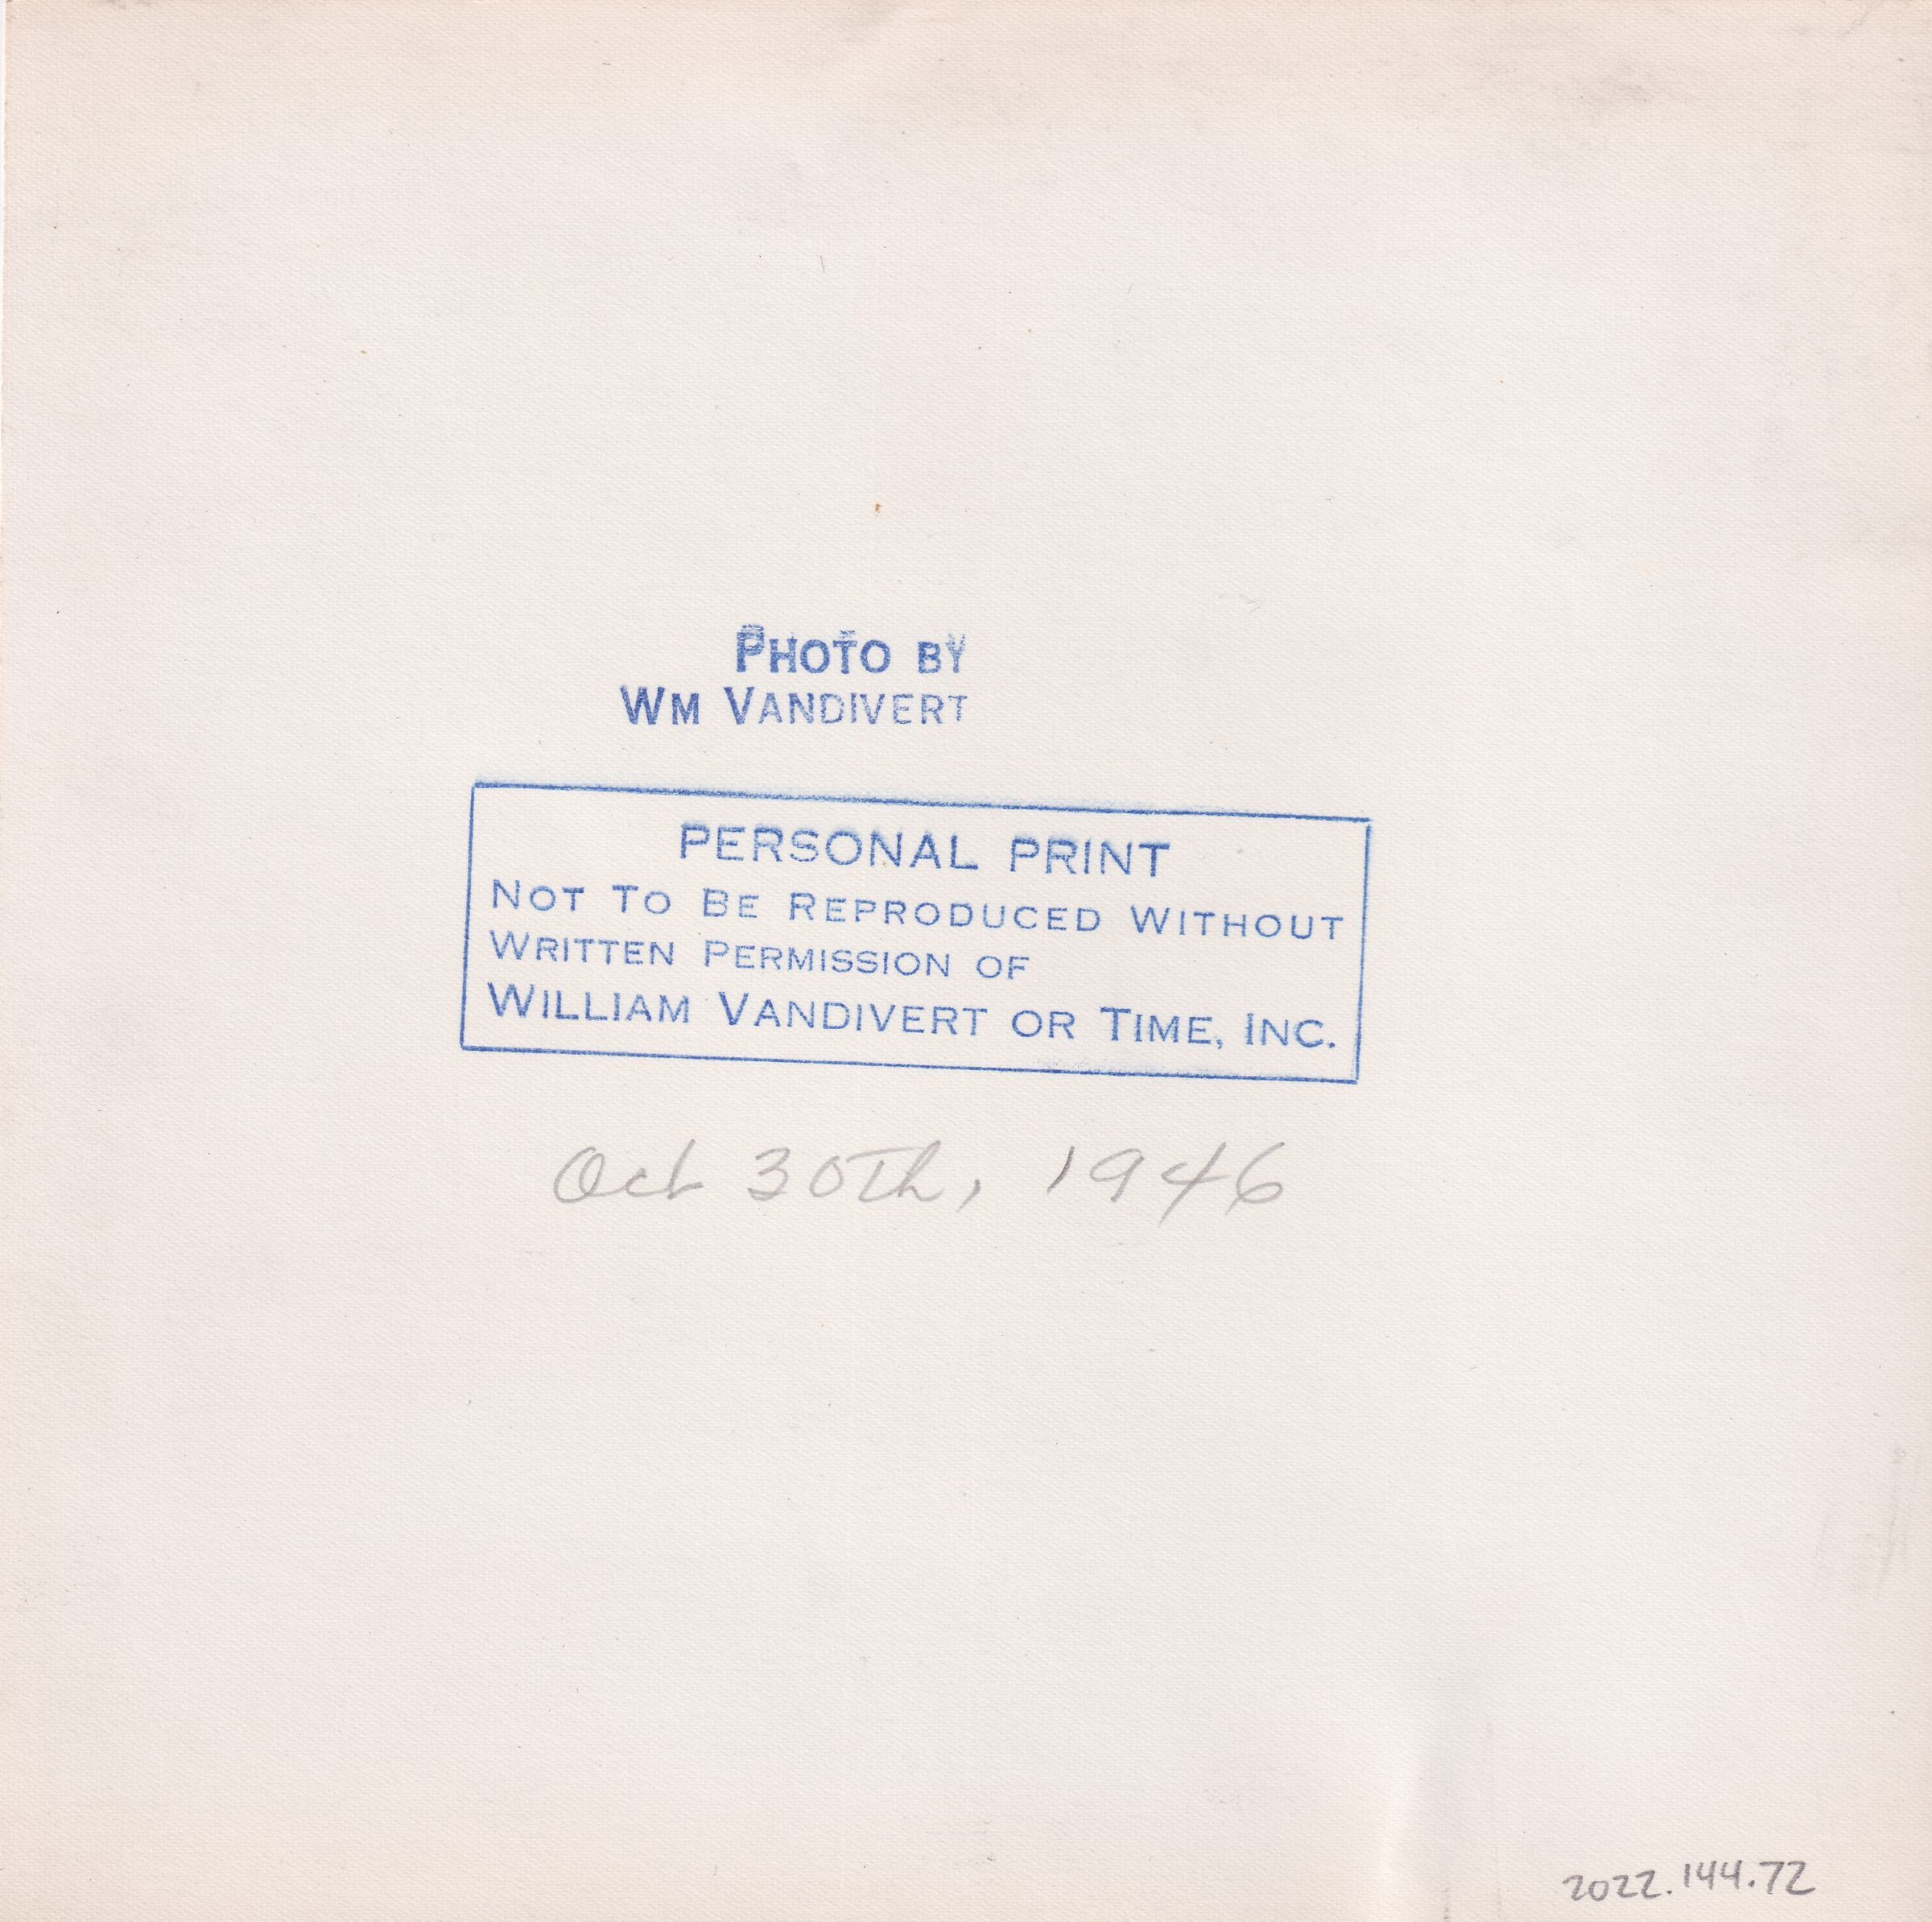 PHOTO BY
WM VANDIVERT
PERSONAL PRINT
NOT TO BE REPRODUCED WITHOUT
WRITTEN PERMISSION OF
WILLIAM VANDIVERT OR TIME, INC.
Oct 30Th, 1946
2022.144.72